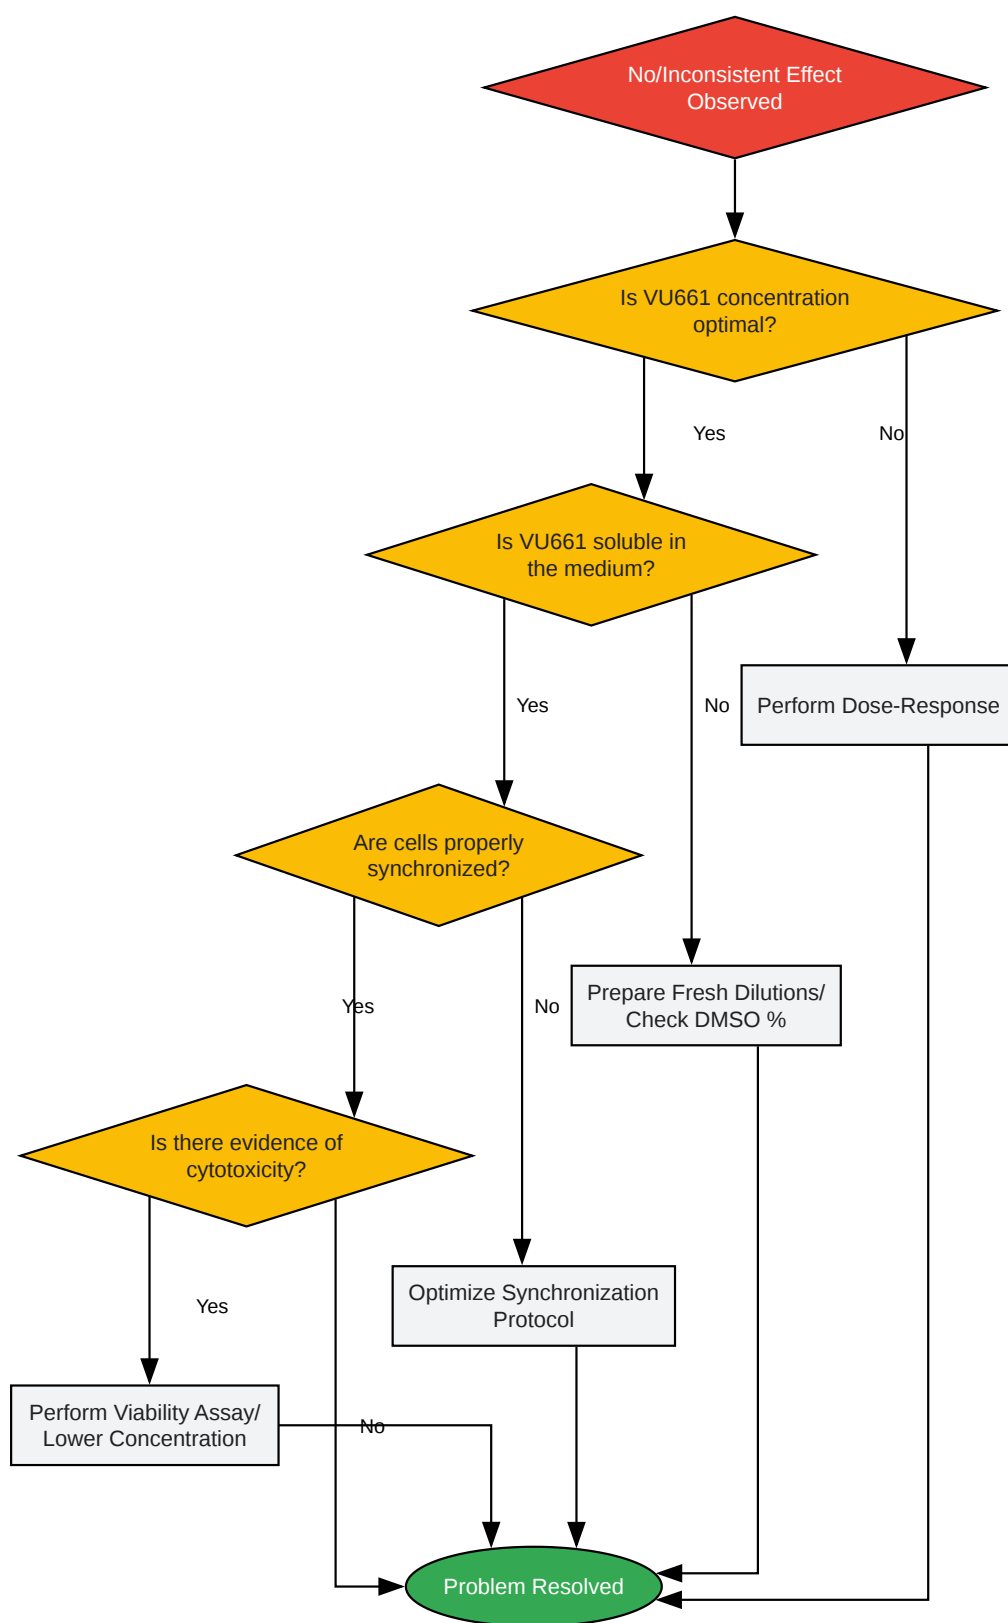 No/Inconsistent Effect
Observed
Is VU661 concentration
optimal?
Yes
No
Is VU661 soluble in
the medium?
Yes
No
Perform Dose-Response
Are cells properly
synchronized?
Yes
No
Prepare Fresh Dilutions/
Check DMSO %
Is there evidence of
cytotoxicity?
Yes
Optimize Synchronization
Protocol
Perform Viability Assay/
Lower Concentration
No
Problem Resolved